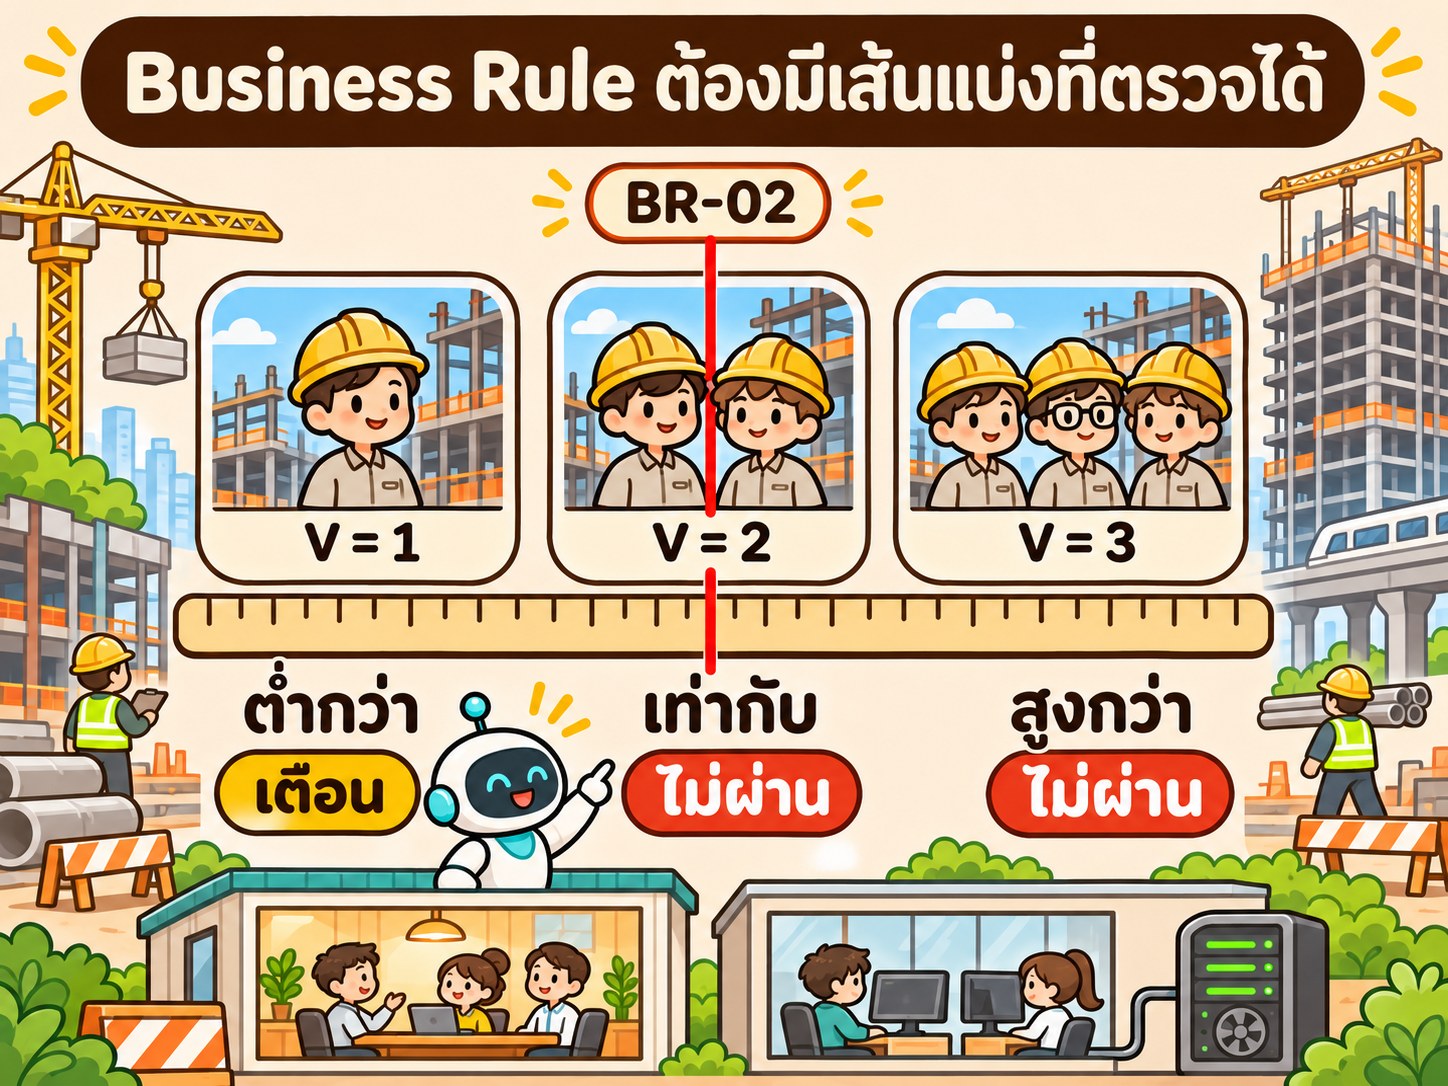 Business Rule ต้องมีเส้นแบ่งที่ตรวจได้
BR-02
V = 1
V = 2
V = 3
ต่ำกว่า
เท่ากับ
สูงกว่า
เตือน
ไม่ผ่าน
ไม่ผ่าน